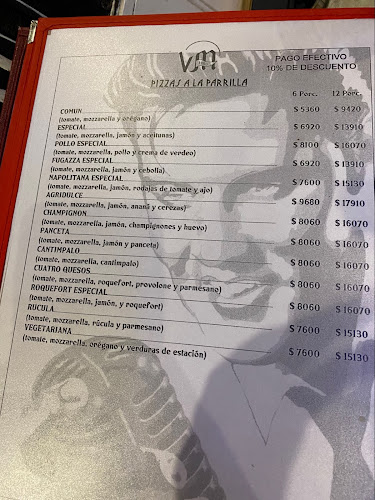 VM
PIZZAS A LA PARRILLA
PAGO EFECTIVO
10% DE DESCUENTO
6 Porc. 12 Porc.
COMUN $ 5360 $ 9420
(tomate, mozzarella y orégano)
ESPECIAL $ 6920 $ 13910
(tomate, mozzarella, jamón y aceitunas)
POLLO ESPECIAL $ 8100 $ 16070
(tomate, mozzarella, pollo y crema de verdeo)
FUGAZZA ESPECIAL $ 6920 $ 13910
(tomate, mozzarella, jamón y cebolla)
NAPOLITANA ESPECIAL $ 7600 $ 15130
(tomate, mozzarella, jamón, rodajas de tomate y ajo)
AGRIDULCE $ 9680 $ 17910
(tomate, mozzarella, jamón, ananá y cerezas)
CHAMPIGNON $ 8060 $ 16070
(tomate, mozzarella, jamón, champignones y huevo)
PANCETA $ 8060 $ 16070
(tomate, mozzarella, jamón y panceta)
CANTIMPALO $ 8060 $ 16070
(tomate, mozzarella, cantimpalo)
CUATRO QUESOS $ 8060 $ 16070
(tomate, mozzarella, roquefort, provolone y parmesano)
ROQUEFORT ESPECIAL $ 8060 $ 16070
(tomate, mozzarella, jamón, y roquefort)
RUCULA $ 7600 $ 15130
(tomate, mozzarella, rúcula y parmesano)
VEGETARIANA $ 7600 $ 15130
(tomate, mozzarella, orégano y verduras de estación)